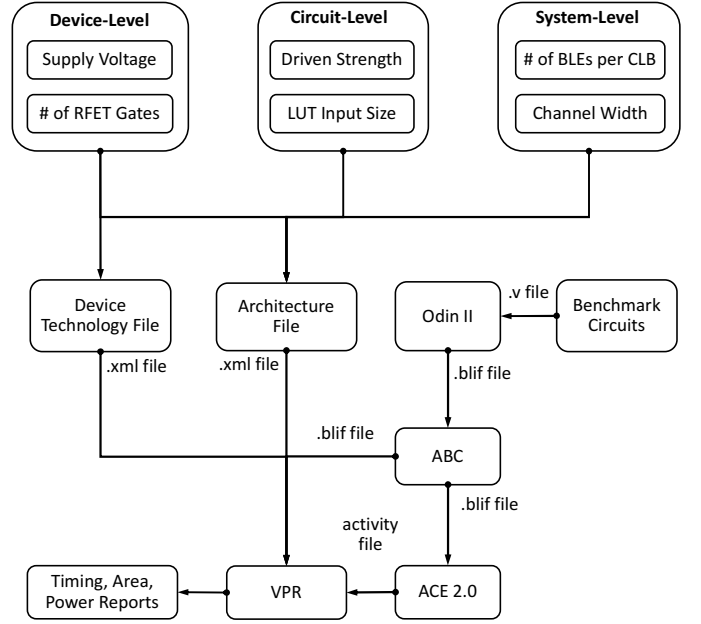 Device-Level
Supply Voltage
# of RFET Gates
Circuit-Level
Driven Strength
LUT Input Size
System-Level
# of BLEs per CLB
Channel Width
Device
Technology File
Architecture
File
Odin II
.v file
Benchmark
Circuits
.xml file
.xml file
.blif file
.blif file
ABC
.blif file
activity
file
Timing, Area,
Power Reports
VPR
ACE 2.0